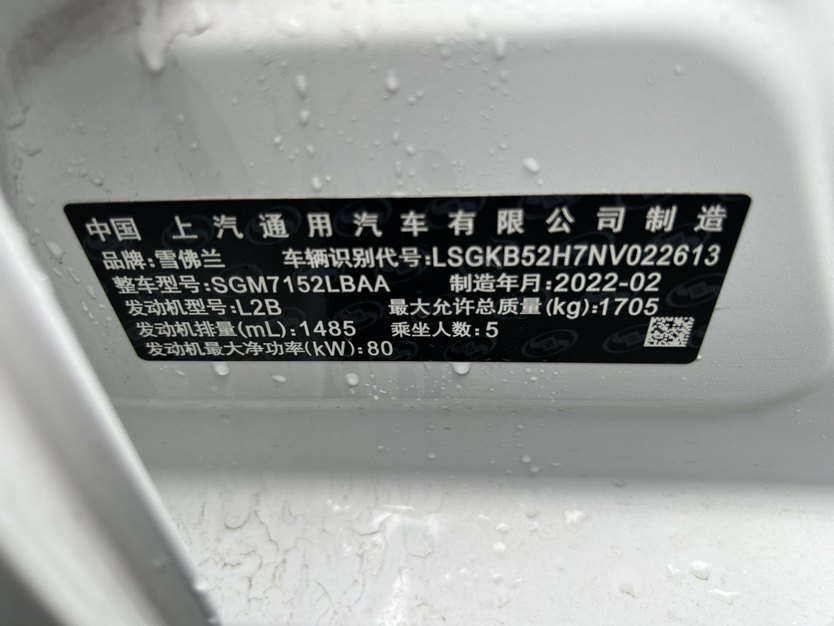 中国 上汽通用汽车有限公司制造
品牌:雪佛兰 车辆识别代号:LSGKB52H7NV022613
整车型号:SGM7152LBAA 制造年月:2022-02
发动机型号:L2B 最大允许总质量(kg):1705
发动机排量(mL):1485 乘坐人数:5
发动机最大净功率(kW):80